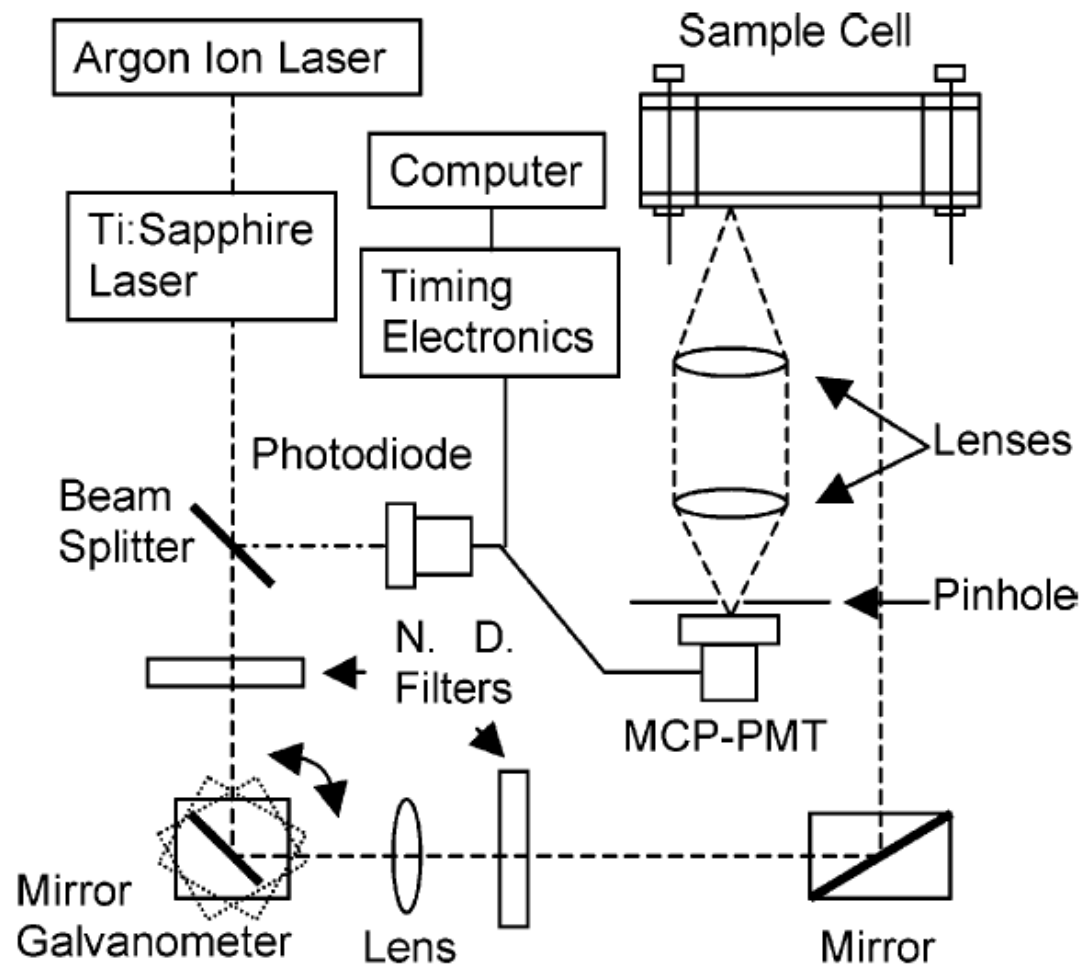 Argon Ion Laser
Sample Cell
Computer
Ti:Sapphire
Laser
Timing
Electronics
Photodiode
Lenses
Beam
Splitter
Pinhole
N. D.
Filters
MCP-PMT
Mirror
Galvanometer
Lens
Mirror